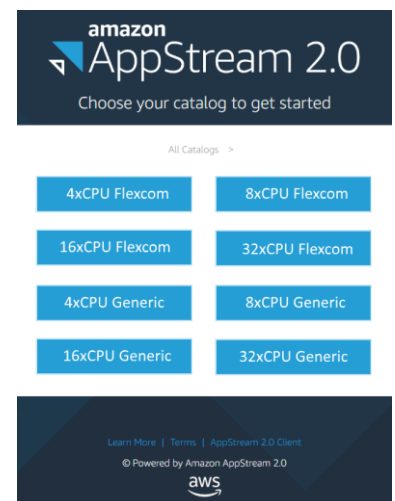 amazon
AppStream 2.0
Choose your catalog to get started
All Catalogs >
4xCPU Flexcom
8xCPU Flexcom
16xCPU Flexcom
32xCPU Flexcom
4xCPU Generic
8xCPU Generic
16xCPU Generic
32xCPU Generic
Learn More | Terms | AppStream 2.0 Client
© Powered by Amazon AppStream 2.0
aws